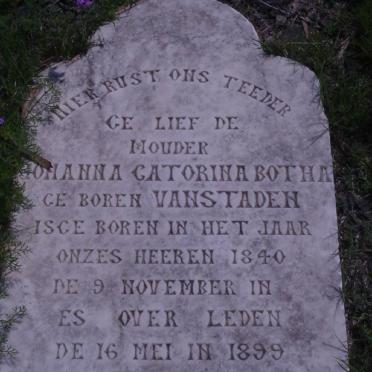 HIER RUST ONS TEEDER
GE LIEF DE
MOUDER
JOHANNA CATORINA BOTHA
GE BOREN VANSTADEN
ISGE BOREN IN HET JAAR
ONZES HEEREN 1840
DE 9 NOVEMBER IN
ES OVER LEDEN
DE 16 MEI IN 1899